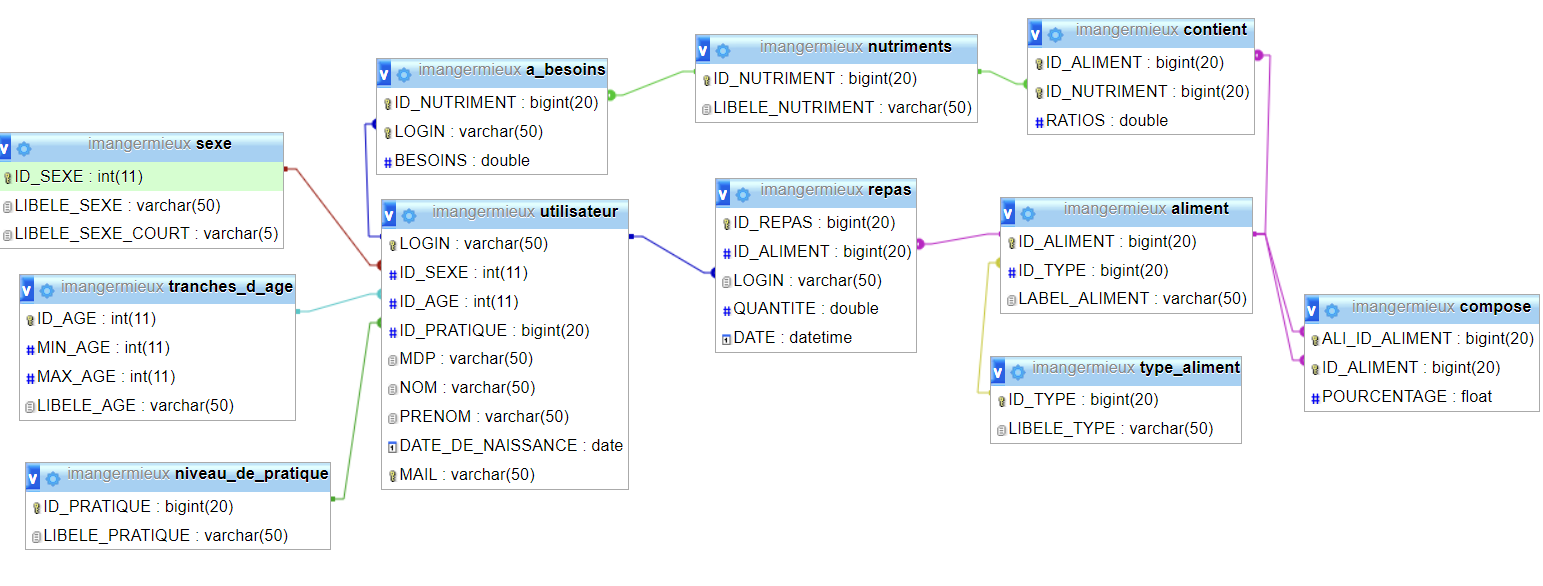 imangermieux a_besoins
ID_NUTRIMENT : bigint(20)
LOGIN : varchar(50)
BESOINS : double
imangermieux nutriments
ID_NUTRIMENT : bigint(20)
LIBELE_NUTRIMENT : varchar(50)
imangermieux contient
ID_ALIMENT : bigint(20)
ID_NUTRIMENT : bigint(20)
RATIOS : double
imangermieux sexe
ID_SEXE : int(11)
LIBELE_SEXE : varchar(50)
LIBELE_SEXE_COURT : varchar(5)
imangermieux utilisateur
LOGIN : varchar(50)
ID_SEXE : int(11)
ID_AGE : int(11)
ID_PRATIQUE : bigint(20)
MDP : varchar(50)
NOM : varchar(50)
PRENOM : varchar(50)
DATE_DE_NAISSANCE : date
MAIL : varchar(50)
imangermieux repas
ID_REPAS : bigint(20)
ID_ALIMENT : bigint(20)
LOGIN : varchar(50)
QUANTITE : double
DATE : datetime
imangermieux aliment
ID_ALIMENT : bigint(20)
ID_TYPE : bigint(20)
LABEL_ALIMENT : varchar(50)
imangermieux tranches_d_age
ID_AGE : int(11)
MIN_AGE : int(11)
MAX_AGE : int(11)
LIBELE_AGE : varchar(50)
imangermieux compose
ALI_ID_ALIMENT : bigint(20)
ID_ALIMENT : bigint(20)
POURCENTAGE : float
imangermieux type_aliment
ID_TYPE : bigint(20)
LIBELE_TYPE : varchar(50)
imangermieux niveau_de_pratique
ID_PRATIQUE : bigint(20)
LIBELE_PRATIQUE : varchar(50)